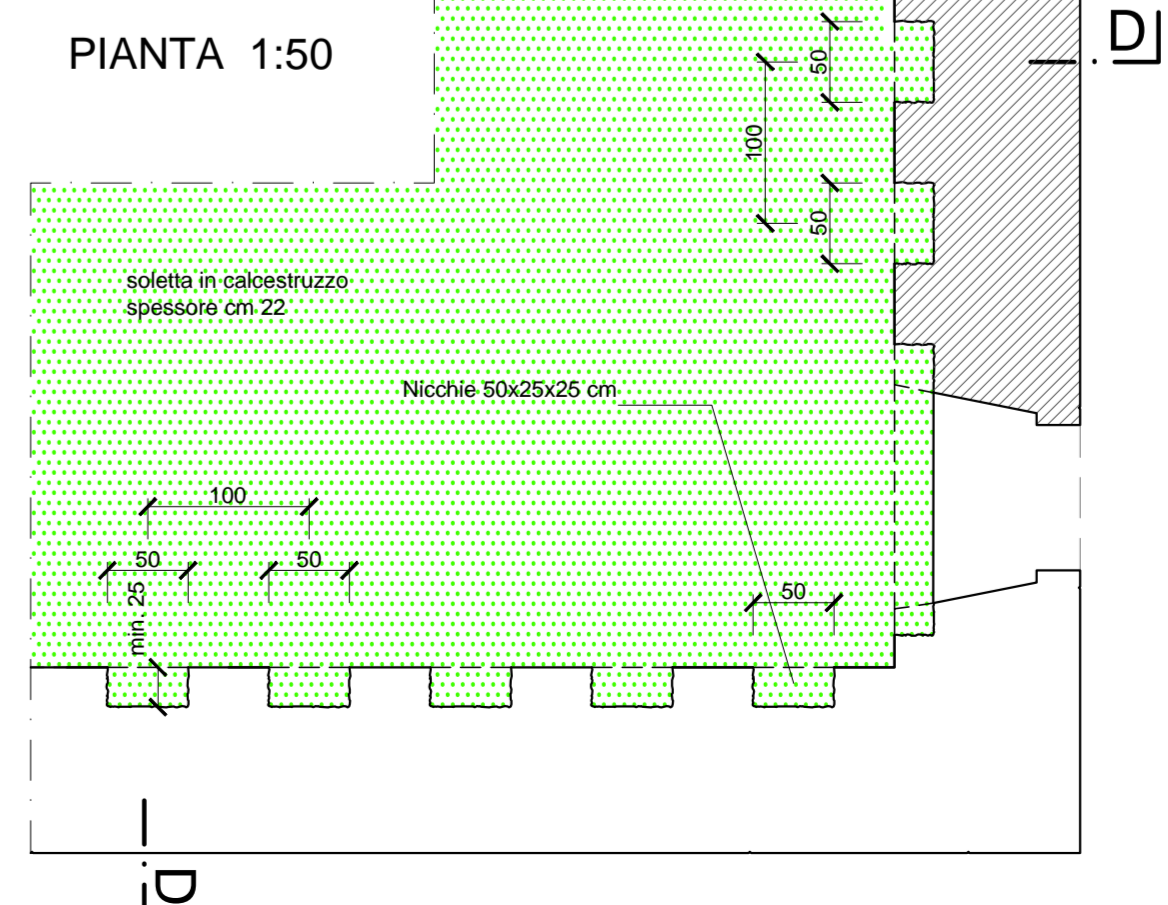 PIANTA 1:50
D
50
100
50
soletta in calcestruzzo
spessore cm 22
Nicchie 50x25x25 cm
100
50
50
min. 25
50
D